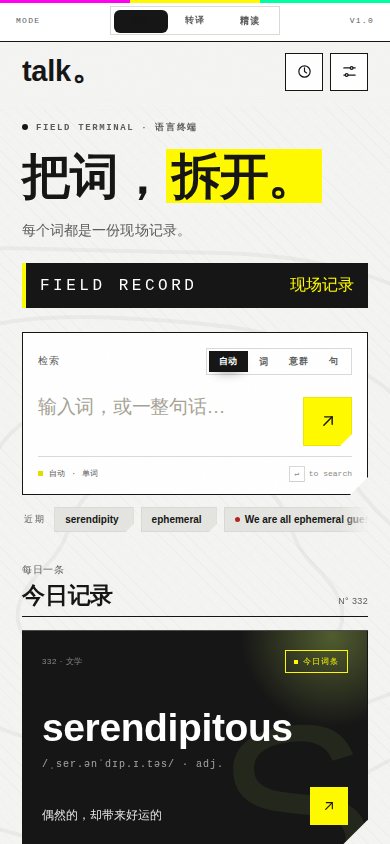 MODE
转译
精读
V1.0
talk。
FIELD TERMINAL · 语言终端
把词，拆开。
每个词都是一份现场记录。
FIELD RECORD
现场记录
检索
自动
词
意群
句
输入词，或一整句话…
自动 · 单词
↵ to search
近期
serendipity
ephemeral
We are all ephemeral gue
每日一条
今日记录
N° 332
332 · 文学
今日词条
serendipitous
/ˌser.ənˈdɪp.ɪ.təs/ · adj.
偶然的，却带来好运的